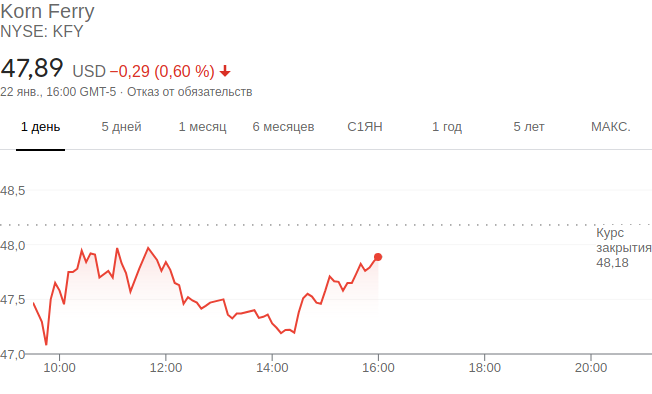 Korn Ferry
NYSE: KFY
47,89 USD −0,29 (0,60 %)
22 янв., 16:00 GMT-5 · Отказ от обязательств
1 день 5 дней 1 месяц 6 месяцев С1ЯН 1 год 5 лет МАКС.
48,5
Курс
закрытия
48,18
48,0
47,5
47,0
10:00 12:00 14:00 16:00 18:00 20:00